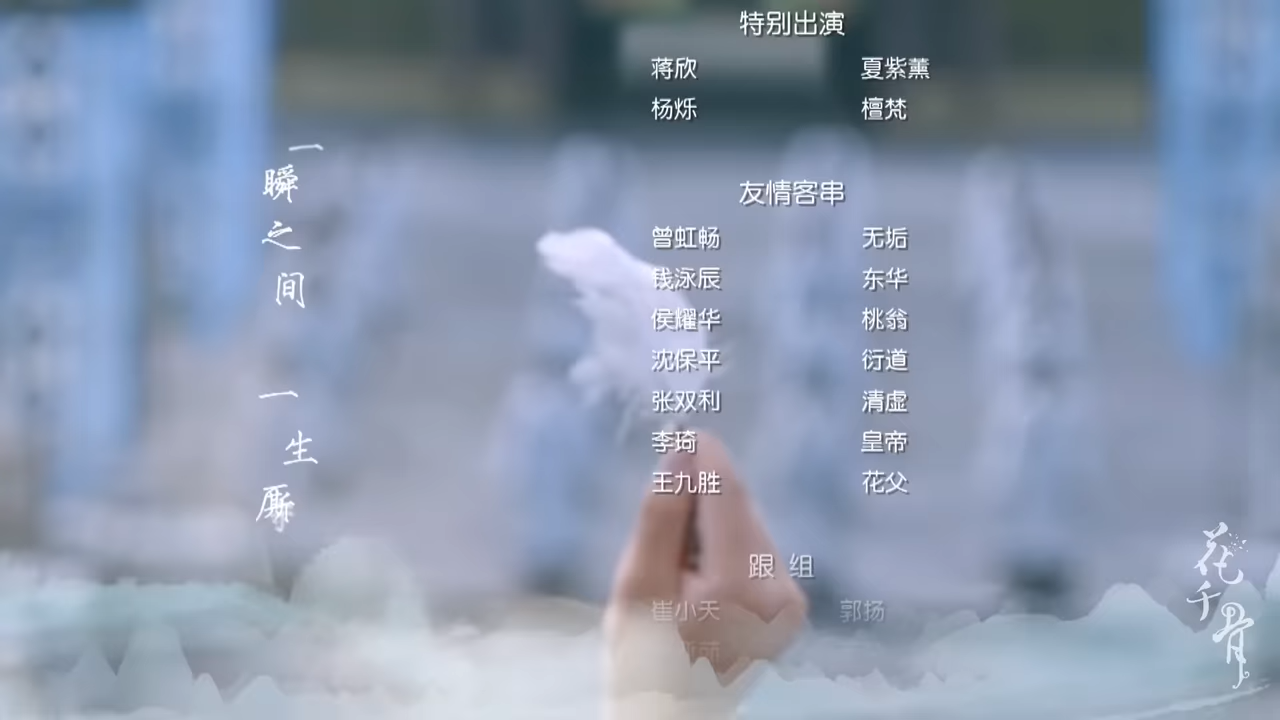 特别出演
蒋欣 夏紫薰
杨烁 檀梵
友情客串
曾虹畅 无垢
钱泳辰 东华
侯耀华 桃翁
沈保平 衍道
张双利 清虚
李琦 皇帝
王九胜 花父
跟 组
崔小天 郭扬
一瞬之间
一生厮
花千骨